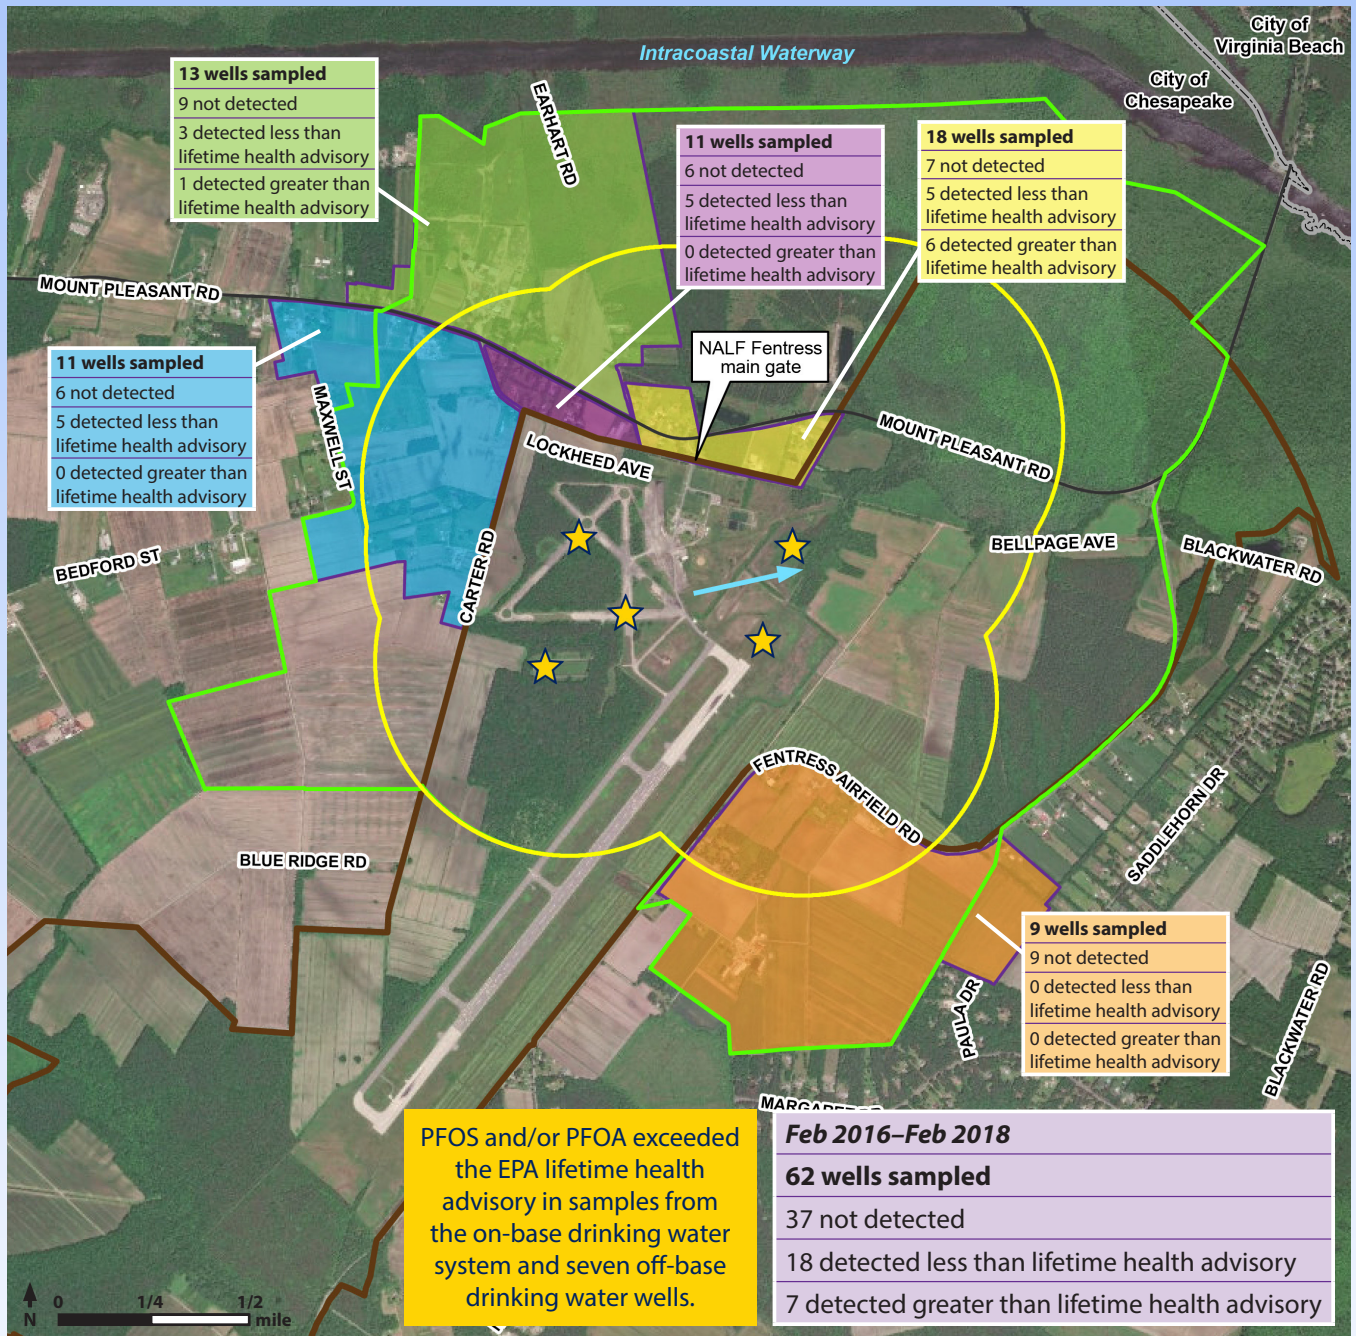 Intracoastal Waterway
City of
Virginia Beach
City of
Chesapeake
13 wells sampled
9 not detected
3 detected less than
lifetime health advisory
1 detected greater than
lifetime health advisory
EARHART RD
11 wells sampled
6 not detected
5 detected less than
lifetime health advisory
0 detected greater than
lifetime health advisory
18 wells sampled
7 not detected
5 detected less than
lifetime health advisory
6 detected greater than
lifetime health advisory
MOUNT PLEASANT RD
NALF Fentress
main gate
11 wells sampled
6 not detected
5 detected less than
lifetime health advisory
0 detected greater than
lifetime health advisory
MAXWELL ST
LOCKHEED AVE
MOUNT PLEASANT RD
BEDFORD ST
CARTER RD
BELLPAGE AVE
BLACKWATER RD
FENTRESS AIRFIELD RD
SADDLEHORN DR
BLUE RIDGE RD
9 wells sampled
9 not detected
0 detected less than
lifetime health advisory
0 detected greater than
lifetime health advisory
PAULA DR
BLACKWATER RD
PFOS and/or PFOA exceeded
the EPA lifetime health
advisory in samples from
the on-base drinking water
system and seven off-base
drinking water wells.
Feb 2016–Feb 2018
62 wells sampled
37 not detected
18 detected less than lifetime health advisory
7 detected greater than lifetime health advisory
N
0 1/4 1/2
mile